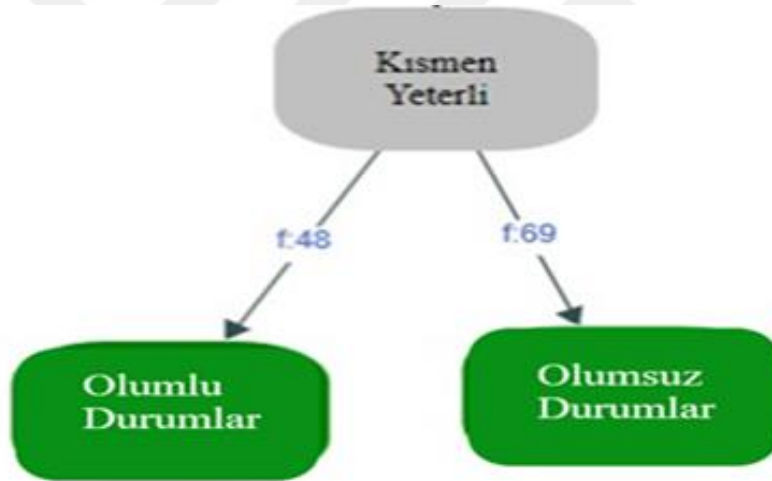 Kısmen
Yeterli
f:48
f:69
Olumlu
Durumlar
Olumsuz
Durumlar